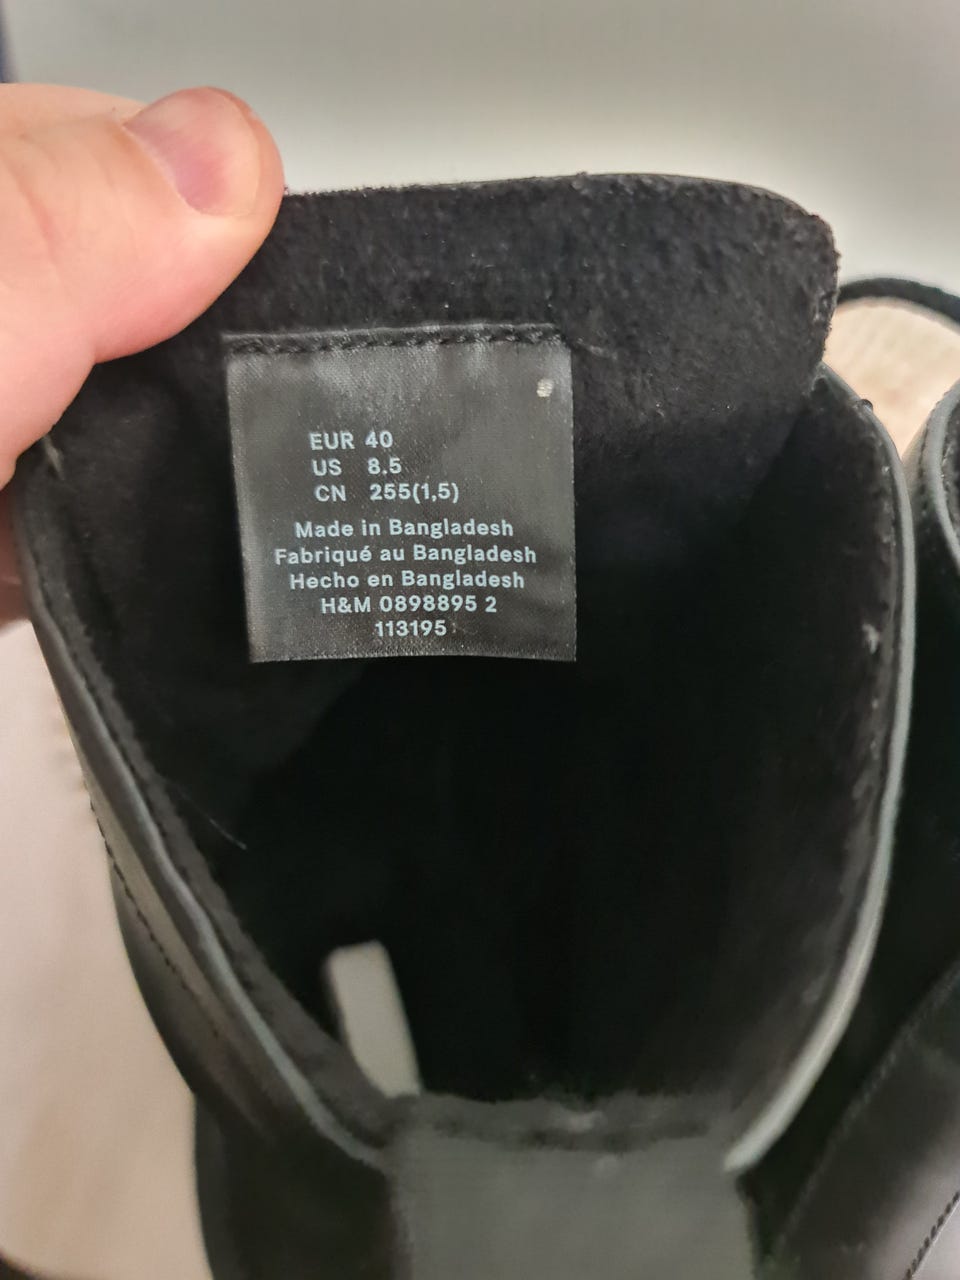 EUR 40
US 8.5
CN 255(1,5)
Made in Bangladesh
Fabriqué au Bangladesh
Hecho en Bangladesh
H&M 0898895 2
113195